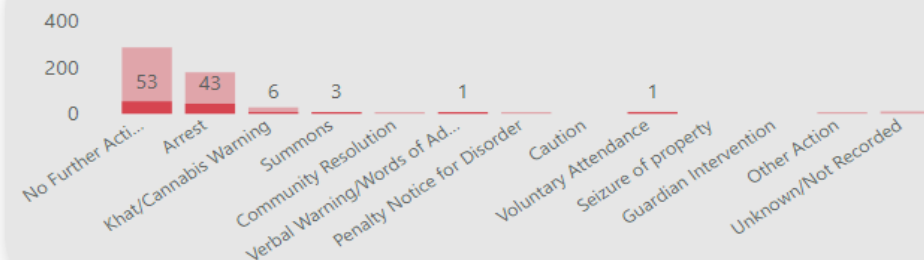 400
200
0
53
43
6
3
1
1
No Further Acti...
Arrest
Khat/Cannabis Warning
Summons
Community Resolution
Verbal Warning/Words of Ad...
Penalty Notice for Disorder
Caution
Voluntary Attendance
Seizure of property
Guardian Intervention
Other Action
Unknown/Not Recorded